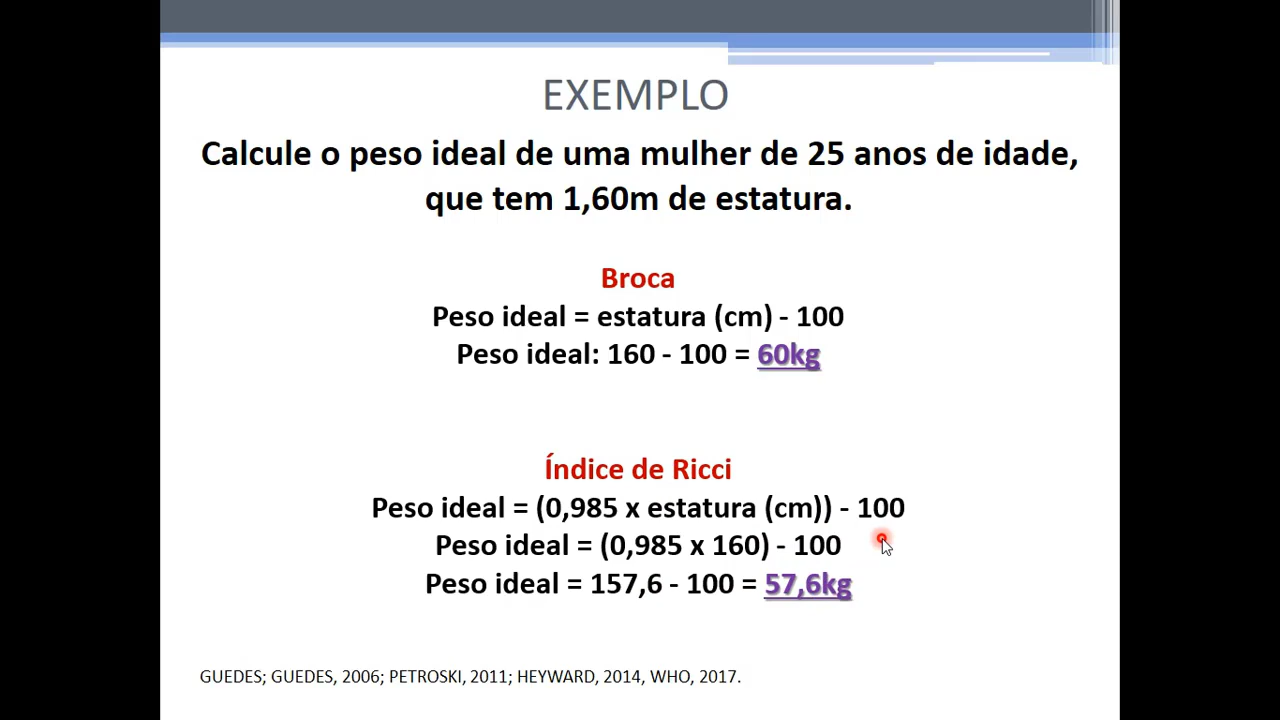 EXEMPLO
Calcule o peso ideal de uma mulher de 25 anos de idade,
que tem 1,60m de estatura.
Broca
Peso ideal = estatura (cm) - 100
Peso ideal: 160 - 100 = 60kg
Índice de Ricci
Peso ideal = (0,985 x estatura (cm)) - 100
Peso ideal = (0,985 x 160) - 100
Peso ideal = 157,6 - 100 = 57,6kg
GUEDES; GUEDES, 2006; PETROSKI, 2011; HEYWARD, 2014, WHO, 2017.